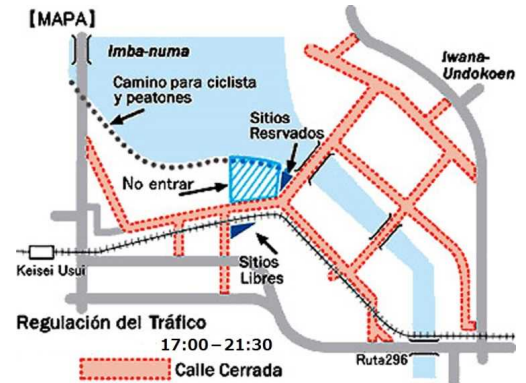 【MAPA】
Imba-numa
Camino para ciclista
y peatones
Iwana-
Undokoen
Sitios
Resrvados
No entrar
Keisei Usui
Sitios
Libres
Regulación del Tráfico
17:00–21:30
Calle Cerrada
Ruta296